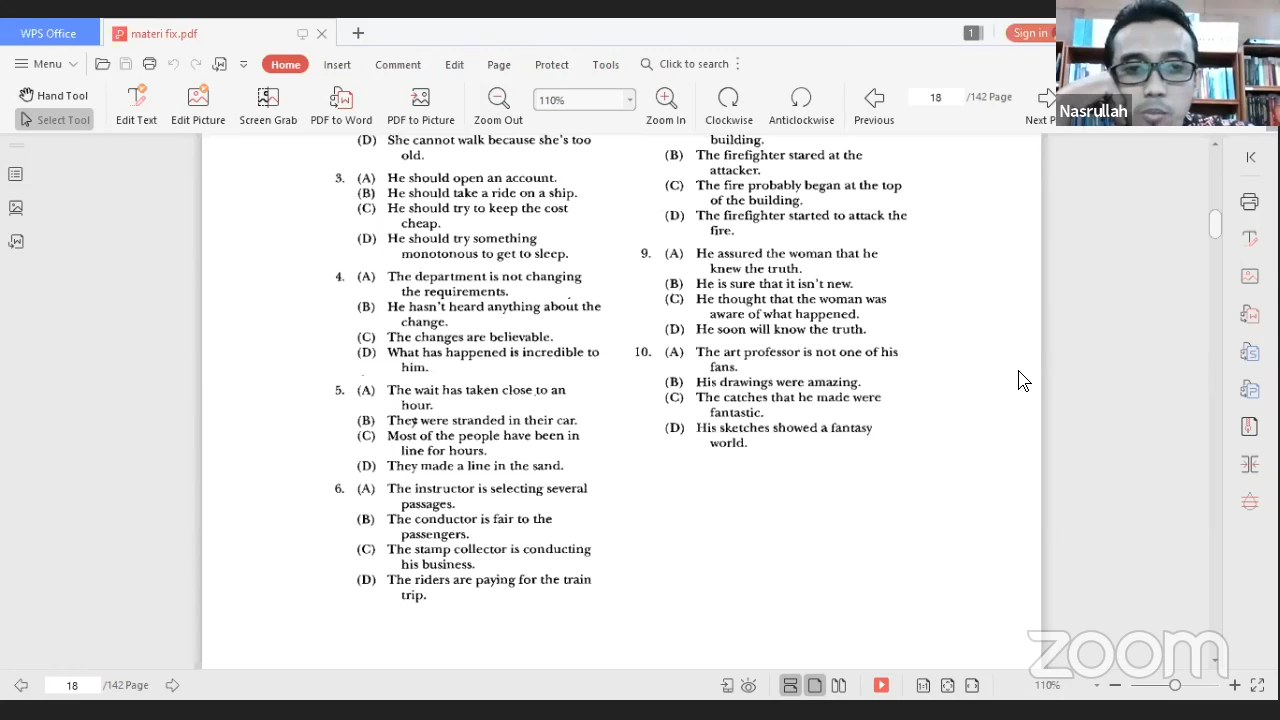 WPS Office
materi fix.pdf
1
Sign in
Menu
Home
Insert
Comment
Edit
Page
Protect
Tools
Click to search
Hand Tool
Select Tool
Edit Text
Edit Picture
Screen Grab
PDF to Word
PDF to Picture
Zoom Out
110%
Zoom In
Clockwise
Anticlockwise
Previous
18
/142 Page
Nasrullah
(D) She cannot walk because she's too
old.
3. (A) He should open an account.
(B) He should take a ride on a ship.
(C) He should try to keep the cost
cheap.
(D) He should try something
monotonous to get to sleep.
4. (A) The department is not changing
the requirements.
(B) He hasn't heard anything about the
change.
(C) The changes are believable.
(D) What has happened is incredible to
him.
5. (A) The wait has taken close to an
hour.
(B) They were stranded in their car.
(C) Most of the people have been in
line for hours.
(D) They made a line in the sand.
6. (A) The instructor is selecting several
passages.
(B) The conductor is fair to the
passengers.
(C) The stamp collector is conducting
his business.
(D) The riders are paying for the train
trip.
building.
(B) The firefighter stared at the
attacker.
(C) The fire probably began at the top
of the building.
(D) The firefighter started to attack the
fire.
9. (A) He assured the woman that he
knew the truth.
(B) He is sure that it isn't new.
(C) He thought that the woman was
aware of what happened.
(D) He soon will know the truth.
10. (A) The art professor is not one of his
fans.
(B) His drawings were amazing.
(C) The catches that he made were
fantastic.
(D) His sketches showed a fantasy
world.
zoom
18
/142 Page
110%